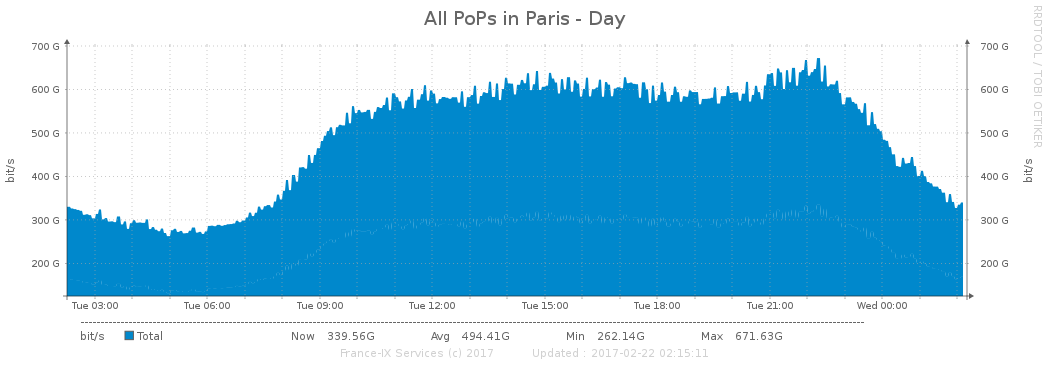 All PoPs in Paris - Day
RRDTOOL / TOBI OETIKER
700 G 700 G
600 G 600 G
500 G 500 G
400 G 400 G
300 G 300 G
200 G 200 G
bit/s bit/s
Tue 03:00 Tue 06:00 Tue 09:00 Tue 12:00 Tue 15:00 Tue 18:00 Tue 21:00 Wed 00:00
bit/s Total Now 339.56G Avg 494.41G Min 262.14G Max 671.63G
France-IX Services (c) 2017 Updated : 2017-02-22 02:15:11